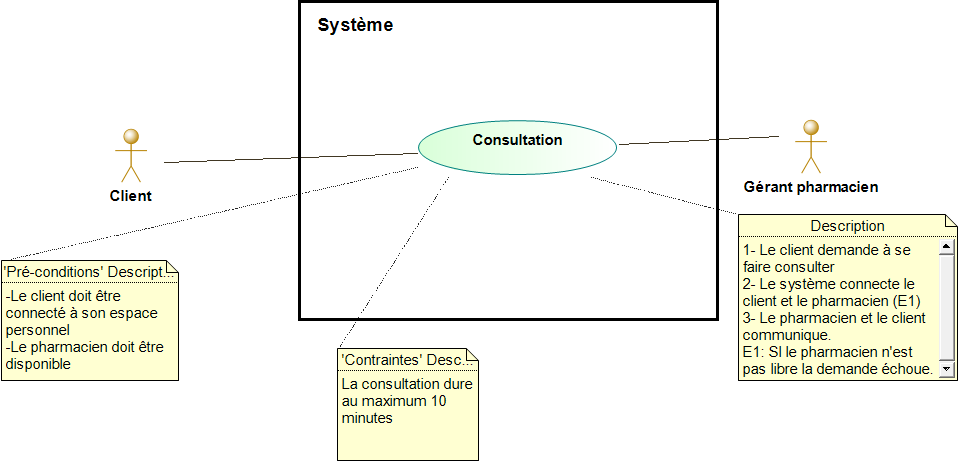 Système
Consultation
Client
Gérant pharmacien
'Pré-conditions' Descript...
-Le client doit être
connecté à son espace
personnel
-Le pharmacien doit être
disponible
'Contraintes' Desc...
La consultation dure
au maximum 10
minutes
Description
1- Le client demande à se
faire consulter
2- Le système connecte le
client et le pharmacien (E1)
3- Le pharmacien et le client
communique.
E1: SI le pharmacien n'est
pas libre la demande échoue.